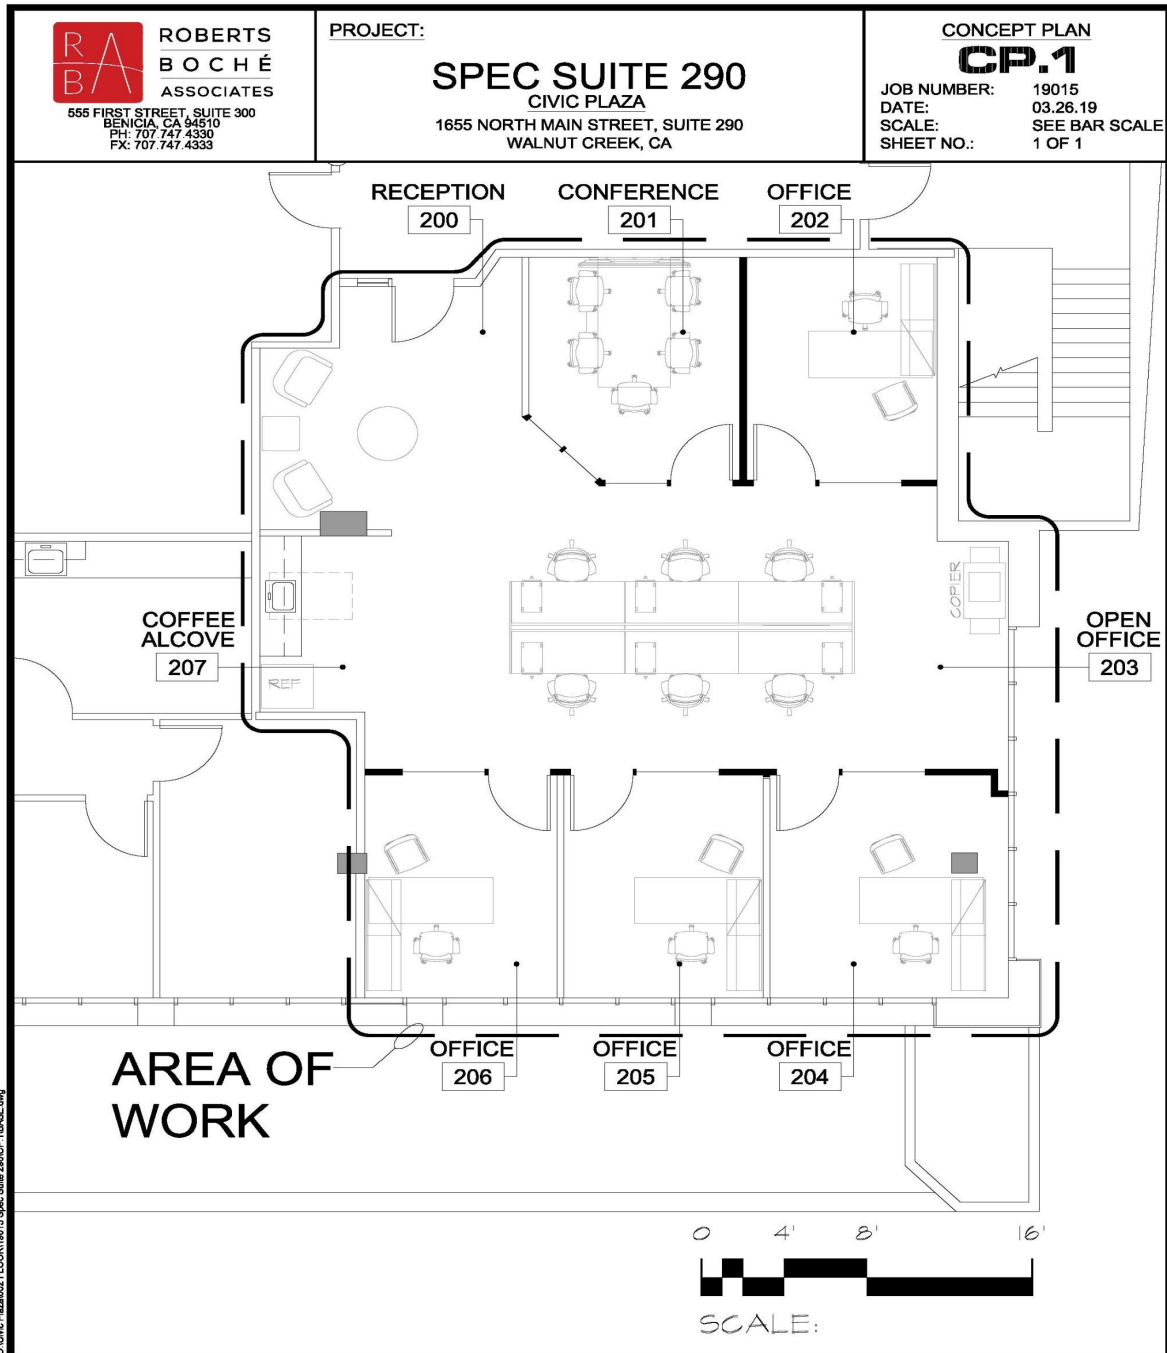 RBA
ROBERTS
BOCHÉ
ASSOCIATES
555 FIRST STREET, SUITE 300
BENICIA, CA 94510
PH: 707.747.4330
FX: 707.747.4333
PROJECT:
SPEC SUITE 290
CIVIC PLAZA
1655 NORTH MAIN STREET, SUITE 290
WALNUT CREEK, CA
CONCEPT PLAN
CP.1
JOB NUMBER: 19015
DATE: 03.26.19
SCALE: SEE BAR SCALE
SHEET NO.: 1 OF 1
RECEPTION
200
CONFERENCE
201
OFFICE
202
COPIER
COFFEE
ALCOVE
207
REF
OPEN
OFFICE
203
OFFICE
206
OFFICE
205
OFFICE
204
AREA OF
WORK
0 4' 8' 16'
SCALE: